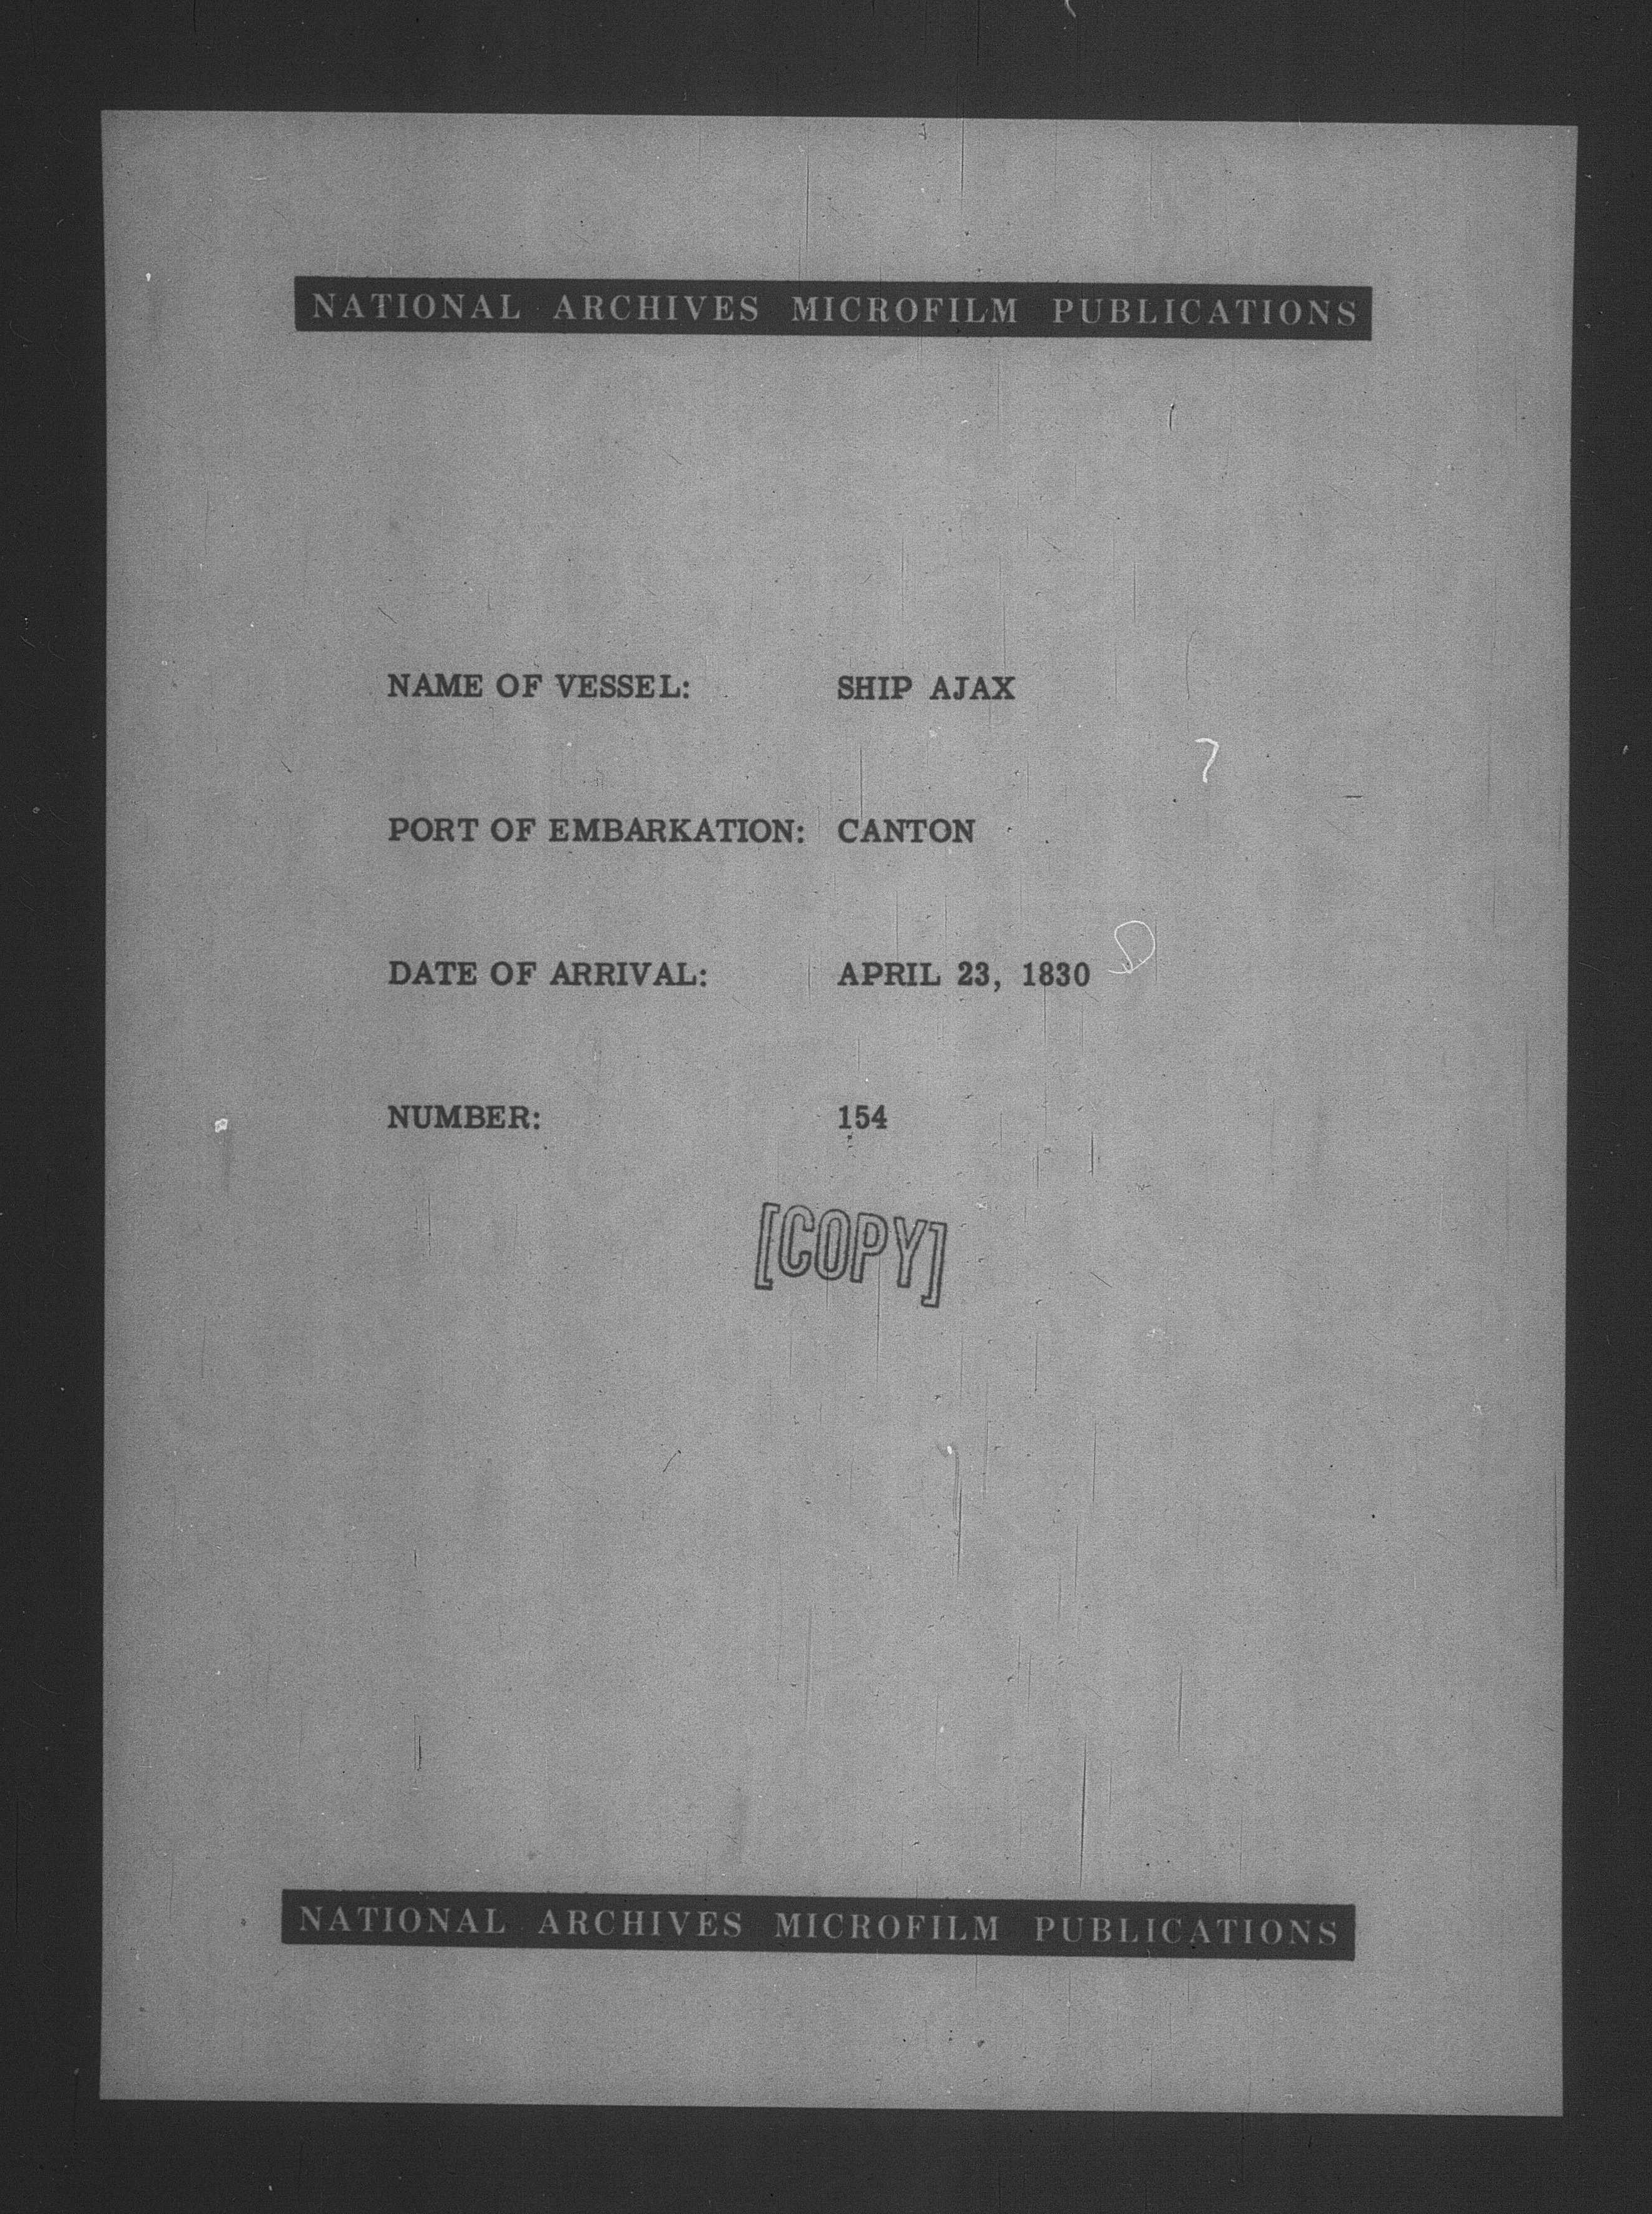 NATIONAL ARCHIVES MICROFILM PUBLICATIONS
NAME OF VESSEL: SHIP AJAX
PORT OF EMBARKATION: CANTON
DATE OF ARRIVAL: APRIL 23, 1830
NUMBER: 154
[COPY]
NATIONAL ARCHIVES MICROFILM PUBLICATIONS